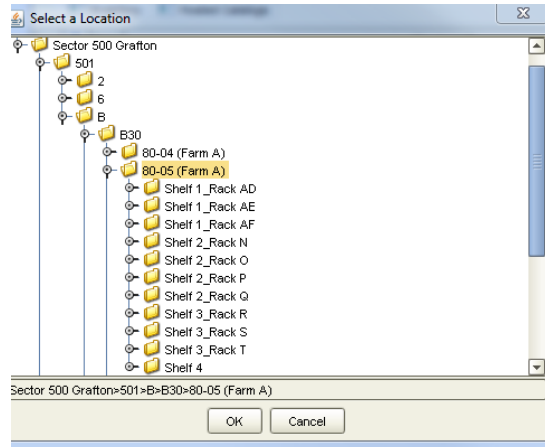 Select a Location
Sector 500 Grafton
501
2
6
B
B30
80-04 (Farm A)
80-05 (Farm A)
Shelf 1_Rack AD
Shelf 1_Rack AE
Shelf 1_Rack AF
Shelf 2_Rack N
Shelf 2_Rack O
Shelf 2_Rack P
Shelf 2_Rack Q
Shelf 3_Rack R
Shelf 3_Rack S
Shelf 3_Rack T
Shelf 4
Sector 500 Grafton>501>B>B30>80-05 (Farm A)
OK Cancel